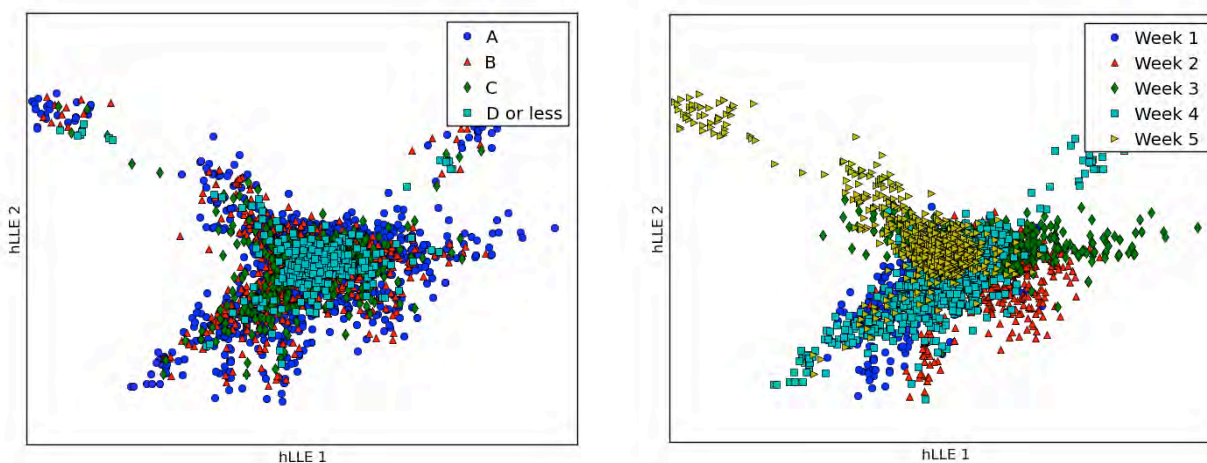 A
B
C
D or less
hLLE 2
hLLE 1
Week 1
Week 2
Week 3
Week 4
Week 5
hLLE 2
hLLE 1